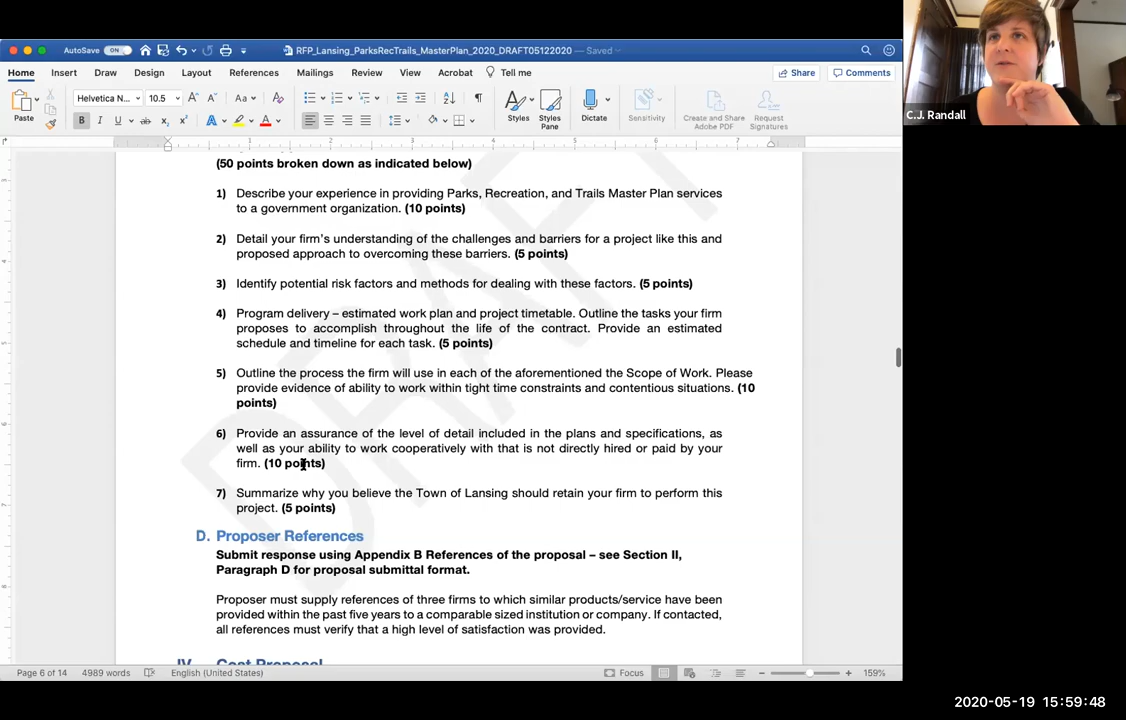 AutoSave ON RFP_Lansing_ParksRecTrails_MasterPlan_2020_DRAFT05122020 — Saved
Home Insert Draw Design Layout References Mailings Review View Acrobat Tell me Share Comments
Paste Helvetica N... 10.5 Styles Styles Pane Dictate Sensitivity Create and Share Adobe PDF Request Signatures
C.J. Randall
(50 points broken down as indicated below)
1) Describe your experience in providing Parks, Recreation, and Trails Master Plan services
to a government organization. (10 points)
2) Detail your firm's understanding of the challenges and barriers for a project like this and
proposed approach to overcoming these barriers. (5 points)
3) Identify potential risk factors and methods for dealing with these factors. (5 points)
4) Program delivery – estimated work plan and project timetable. Outline the tasks your firm
proposes to accomplish throughout the life of the contract. Provide an estimated
schedule and timeline for each task. (5 points)
5) Outline the process the firm will use in each of the aforementioned the Scope of Work. Please
provide evidence of ability to work within tight time constraints and contentious situations. (10
points)
6) Provide an assurance of the level of detail included in the plans and specifications, as
well as your ability to work cooperatively with that is not directly hired or paid by your
firm. (10 points)
7) Summarize why you believe the Town of Lansing should retain your firm to perform this
project. (5 points)
D. Proposer References
Submit response using Appendix B References of the proposal – see Section II,
Paragraph D for proposal submittal format.
Proposer must supply references of three firms to which similar products/service have been
provided within the past five years to a comparable sized institution or company. If contacted,
all references must verify that a high level of satisfaction was provided.
IV. Cost Proposal
DRAFT
Page 6 of 14 4989 words English (United States) Focus 159%
2020-05-19 15:59:48